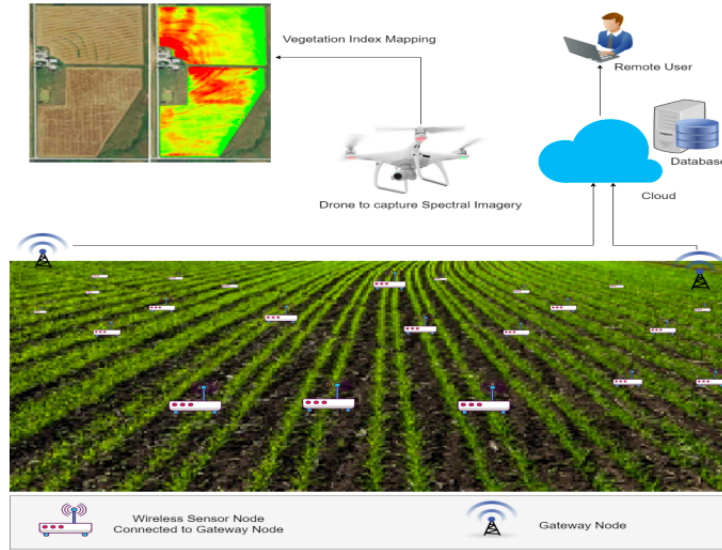 Vegetation Index Mapping
Remote User
Database
Drone to capture Spectral Imagery
Cloud
Wireless Sensor Node
Connected to Gateway Node
Gateway Node